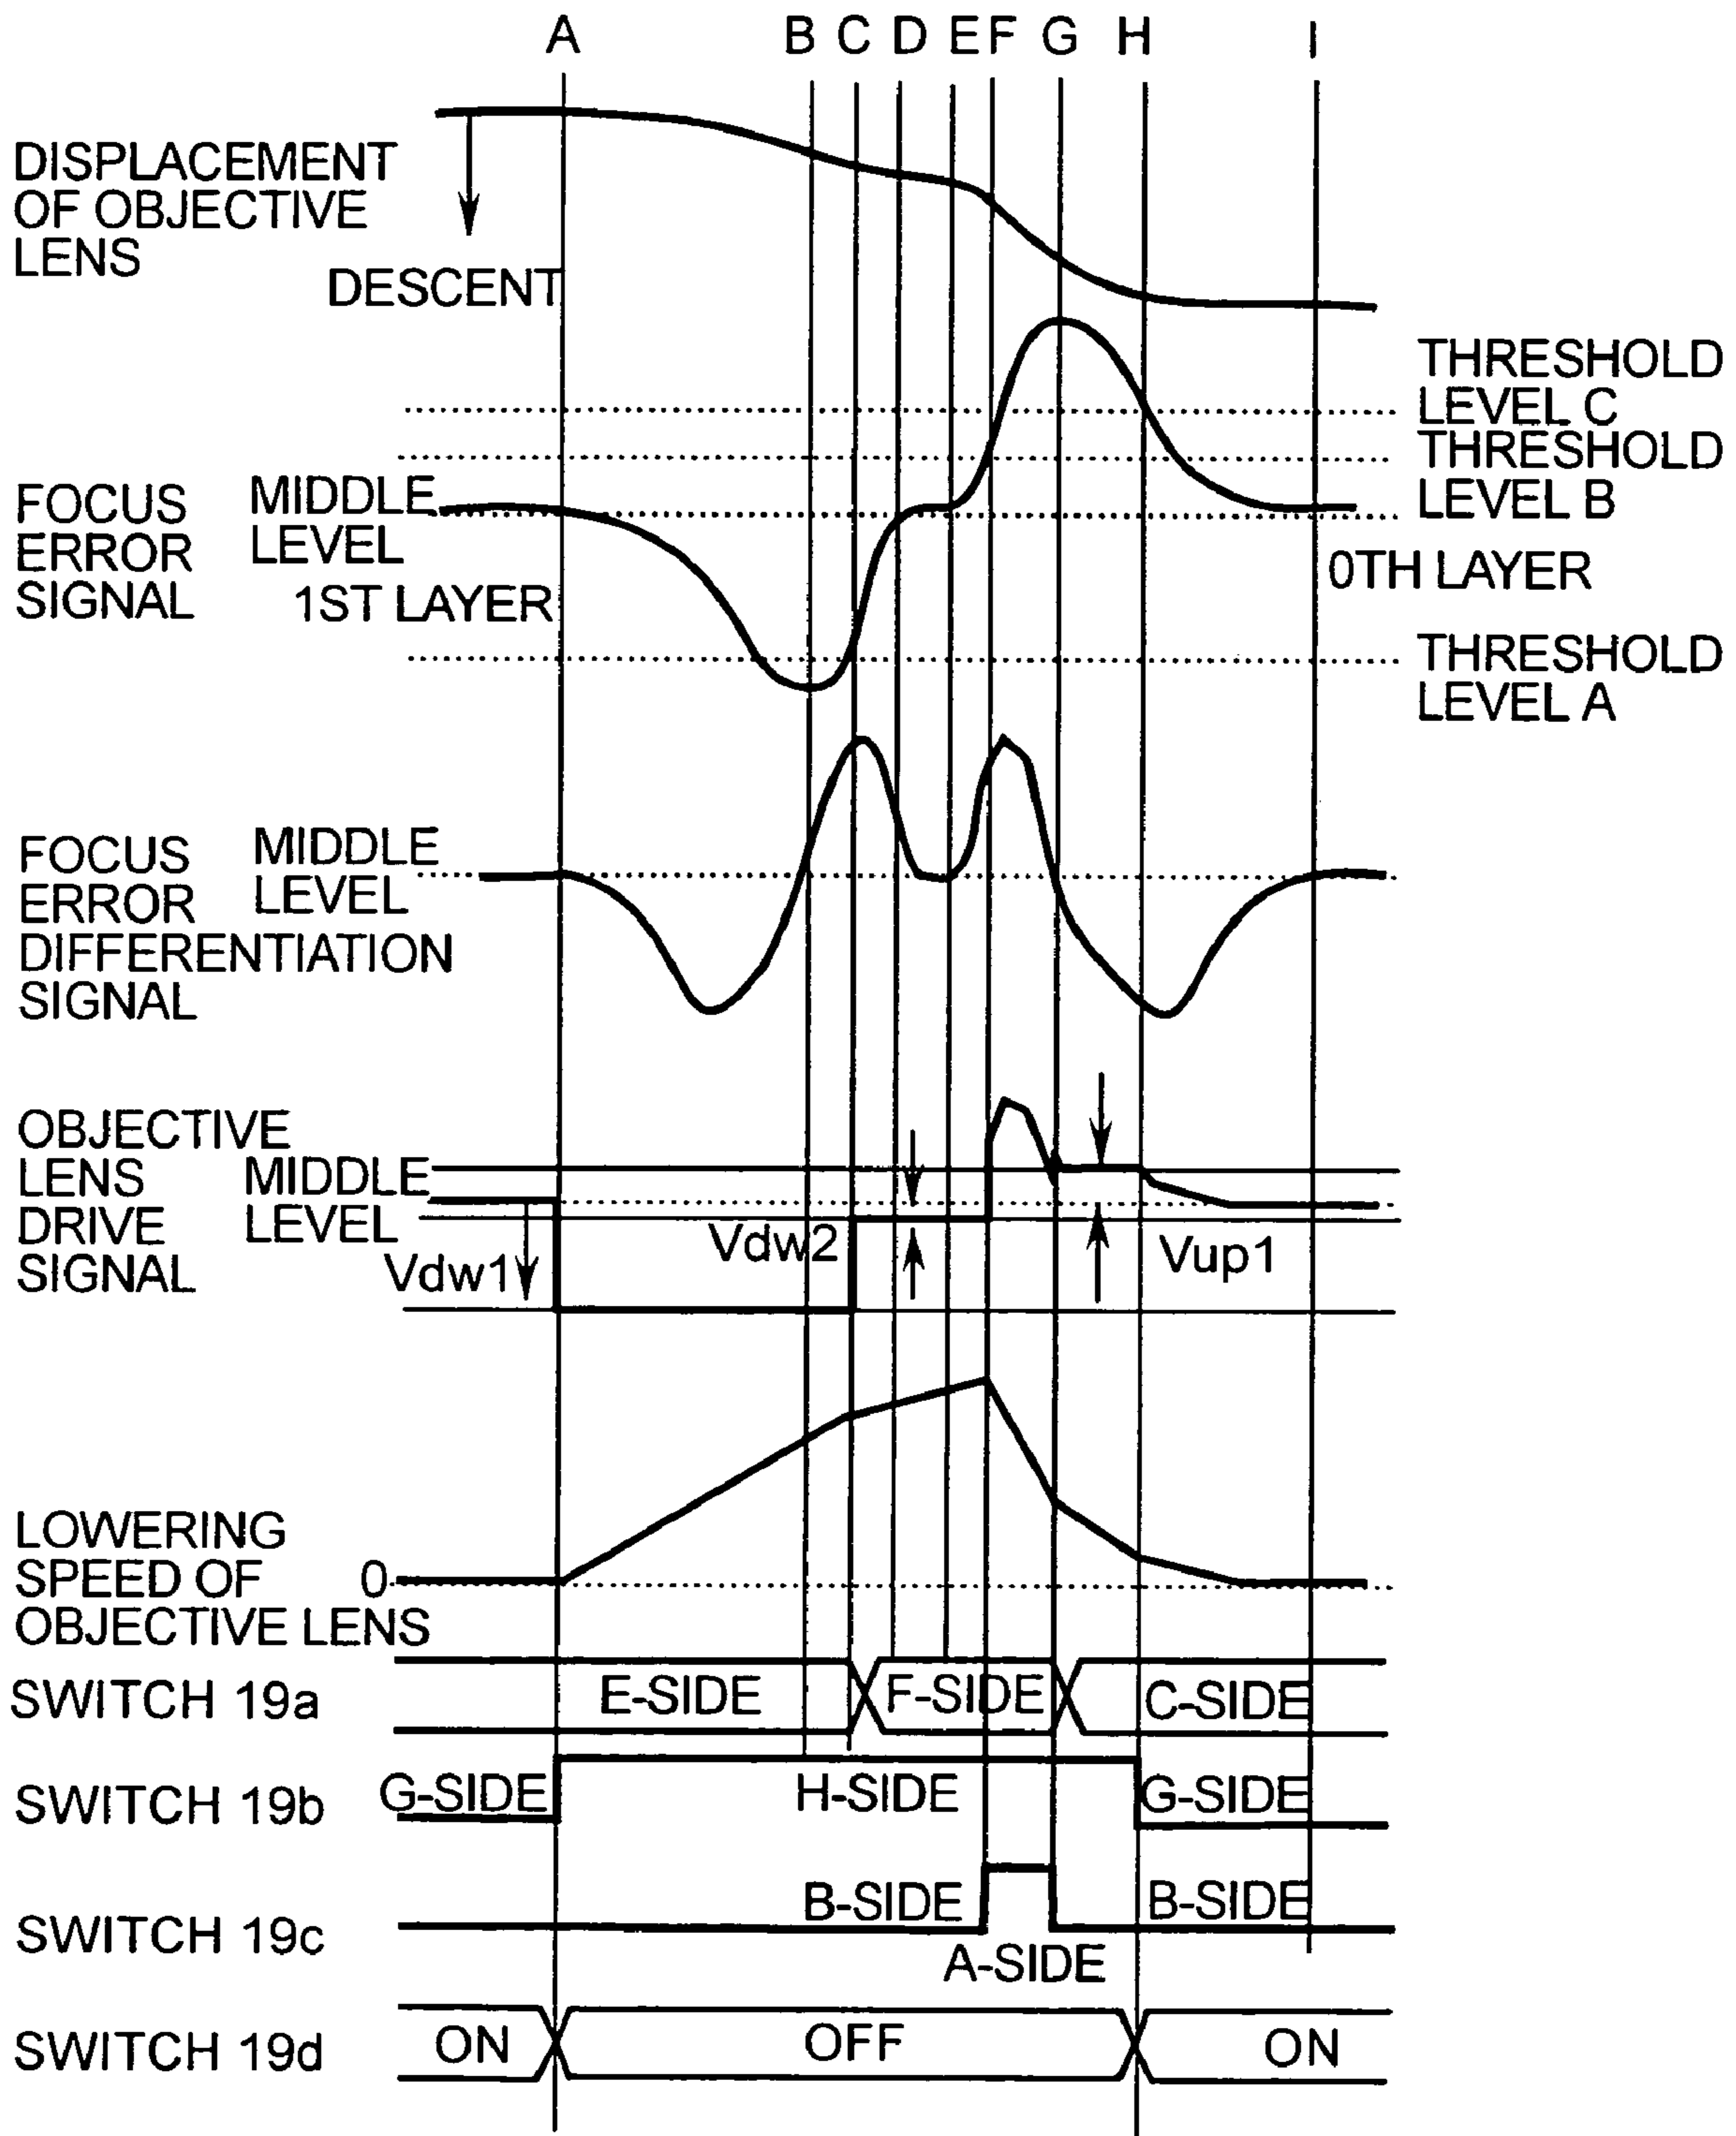 A B C D E F G H I
DISPLACEMENT
OF OBJECTIVE
LENS
DESCENT
THRESHOLD
LEVEL C
THRESHOLD
LEVEL B
FOCUS
ERROR
SIGNAL
MIDDLE
LEVEL
1ST LAYER
0TH LAYER
THRESHOLD
LEVEL A
FOCUS
ERROR
DIFFERENTIATION
SIGNAL
MIDDLE
LEVEL
OBJECTIVE
LENS
DRIVE
SIGNAL
MIDDLE
LEVEL
Vdw1
Vdw2
Vup1
LOWERING
SPEED OF
OBJECTIVE LENS
0
SWITCH 19a
E-SIDE
F-SIDE
C-SIDE
SWITCH 19b
G-SIDE
H-SIDE
G-SIDE
SWITCH 19c
B-SIDE
A-SIDE
B-SIDE
SWITCH 19d
ON
OFF
ON